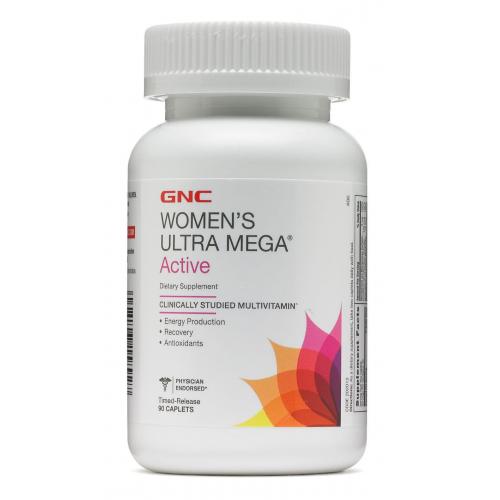 GNC
WOMEN'S
ULTRA MEGA®
Active
Dietary Supplement
CLINICALLY STUDIED MULTIVITAMIN*
• Energy Production
• Recovery
• Antioxidants
PHYSICIAN
ENDORSED®
Timed-Release
90 CAPLETS
Supplement Facts